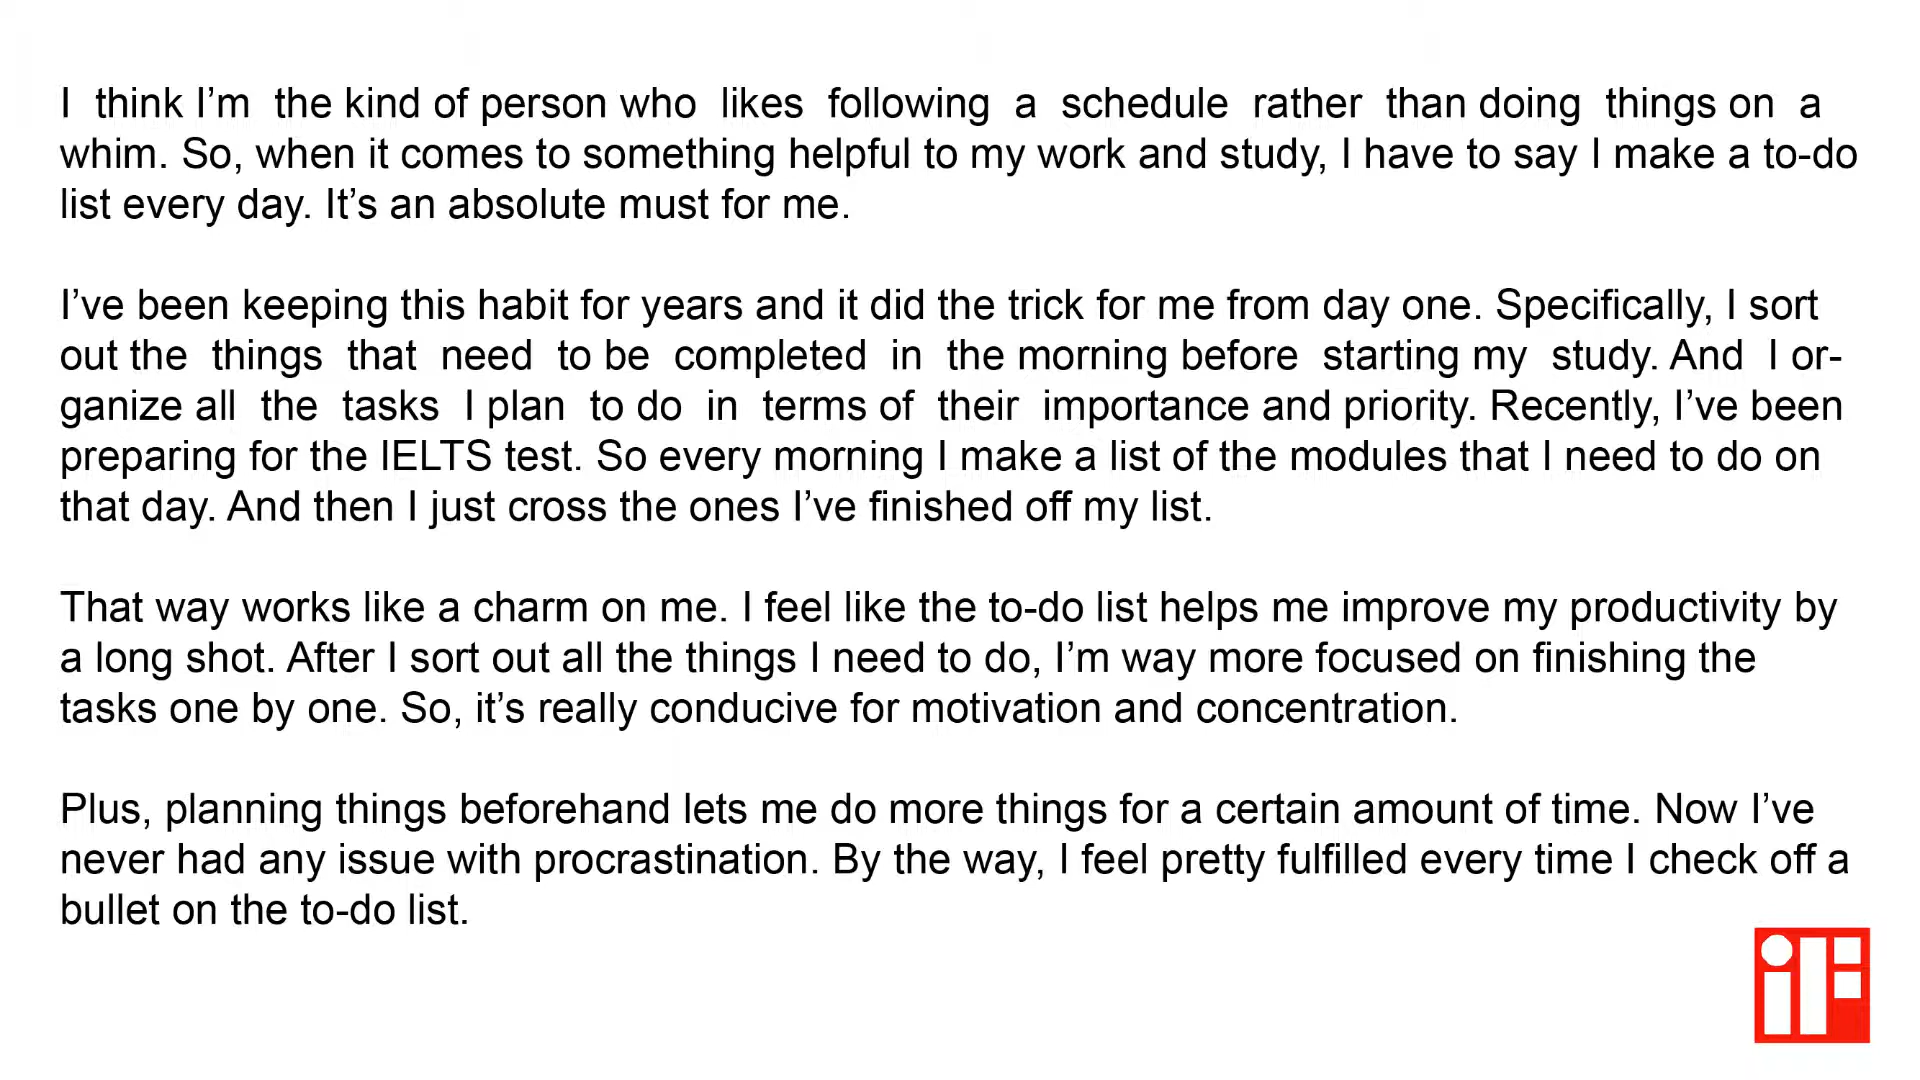 I think I’m the kind of person who likes following a schedule rather than doing things on a
whim. So, when it comes to something helpful to my work and study, I have to say I make a to-do
list every day. It’s an absolute must for me.
I’ve been keeping this habit for years and it did the trick for me from day one. Specifically, I sort
out the things that need to be completed in the morning before starting my study. And I or-
ganize all the tasks I plan to do in terms of their importance and priority. Recently, I’ve been
preparing for the IELTS test. So every morning I make a list of the modules that I need to do on
that day. And then I just cross the ones I’ve finished off my list.
That way works like a charm on me. I feel like the to-do list helps me improve my productivity by
a long shot. After I sort out all the things I need to do, I’m way more focused on finishing the
tasks one by one. So, it’s really conducive for motivation and concentration.
Plus, planning things beforehand lets me do more things for a certain amount of time. Now I’ve
never had any issue with procrastination. By the way, I feel pretty fulfilled every time I check off a
bullet on the to-do list.
iF